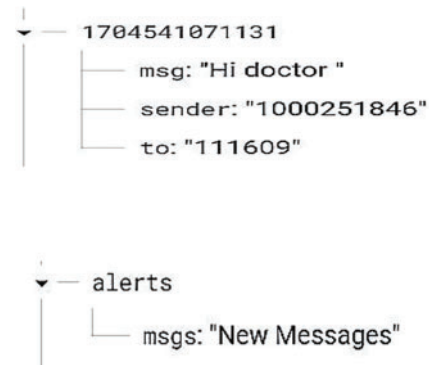 1704541071131
msg: "Hi doctor "
sender: "1000251846"
to: "111609"
alerts
msgs: "New Messages"